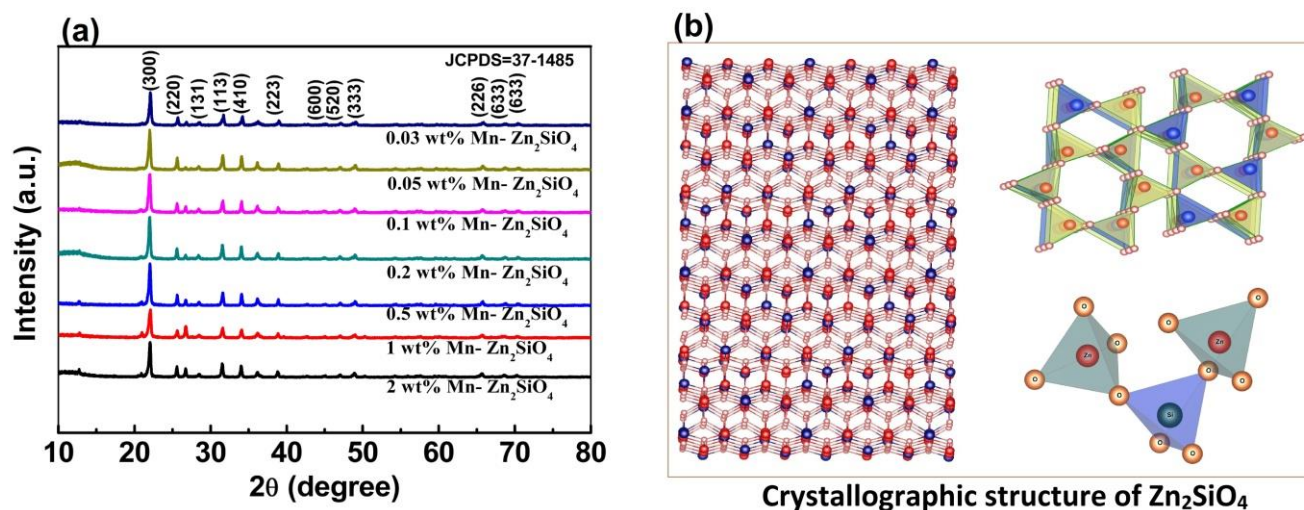 (a)
JCPDS=37-1485
(300)
(220)
(131)
(113)
(410)
(223)
(600)
(520)
(333)
(226)
(633)
(633)
0.03 wt% Mn- Zn₂SiO₄
0.05 wt% Mn- Zn₂SiO₄
0.1 wt% Mn- Zn₂SiO₄
0.2 wt% Mn- Zn₂SiO₄
0.5 wt% Mn- Zn₂SiO₄
1 wt% Mn- Zn₂SiO₄
2 wt% Mn- Zn₂SiO₄
Intensity (a.u.)
10 20 30 40 50 60 70 80
2θ (degree)
(b)
O
O
O
Zn
O
Zn
O
O
O
O
O
Si
O
O
O
Crystallographic structure of Zn₂SiO₄